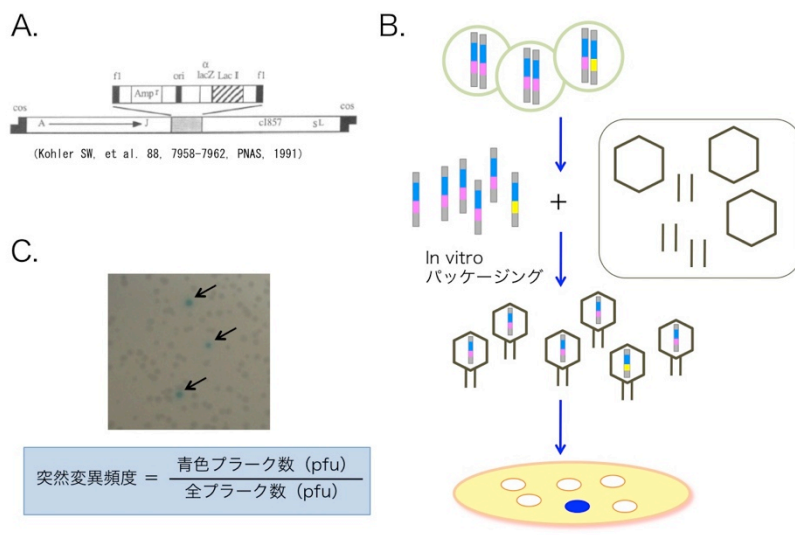 A.
α
f1 ori lacZ Lac I f1
Amp r
cos cos
A J cI857 sL
(Kohler SW, et al. 88, 7958-7962, PNAS, 1991)
B.
+
In vitro
パッケージング
C.
突然変異頻度 = 青色プラーク数 (pfu)
全プラーク数 (pfu)